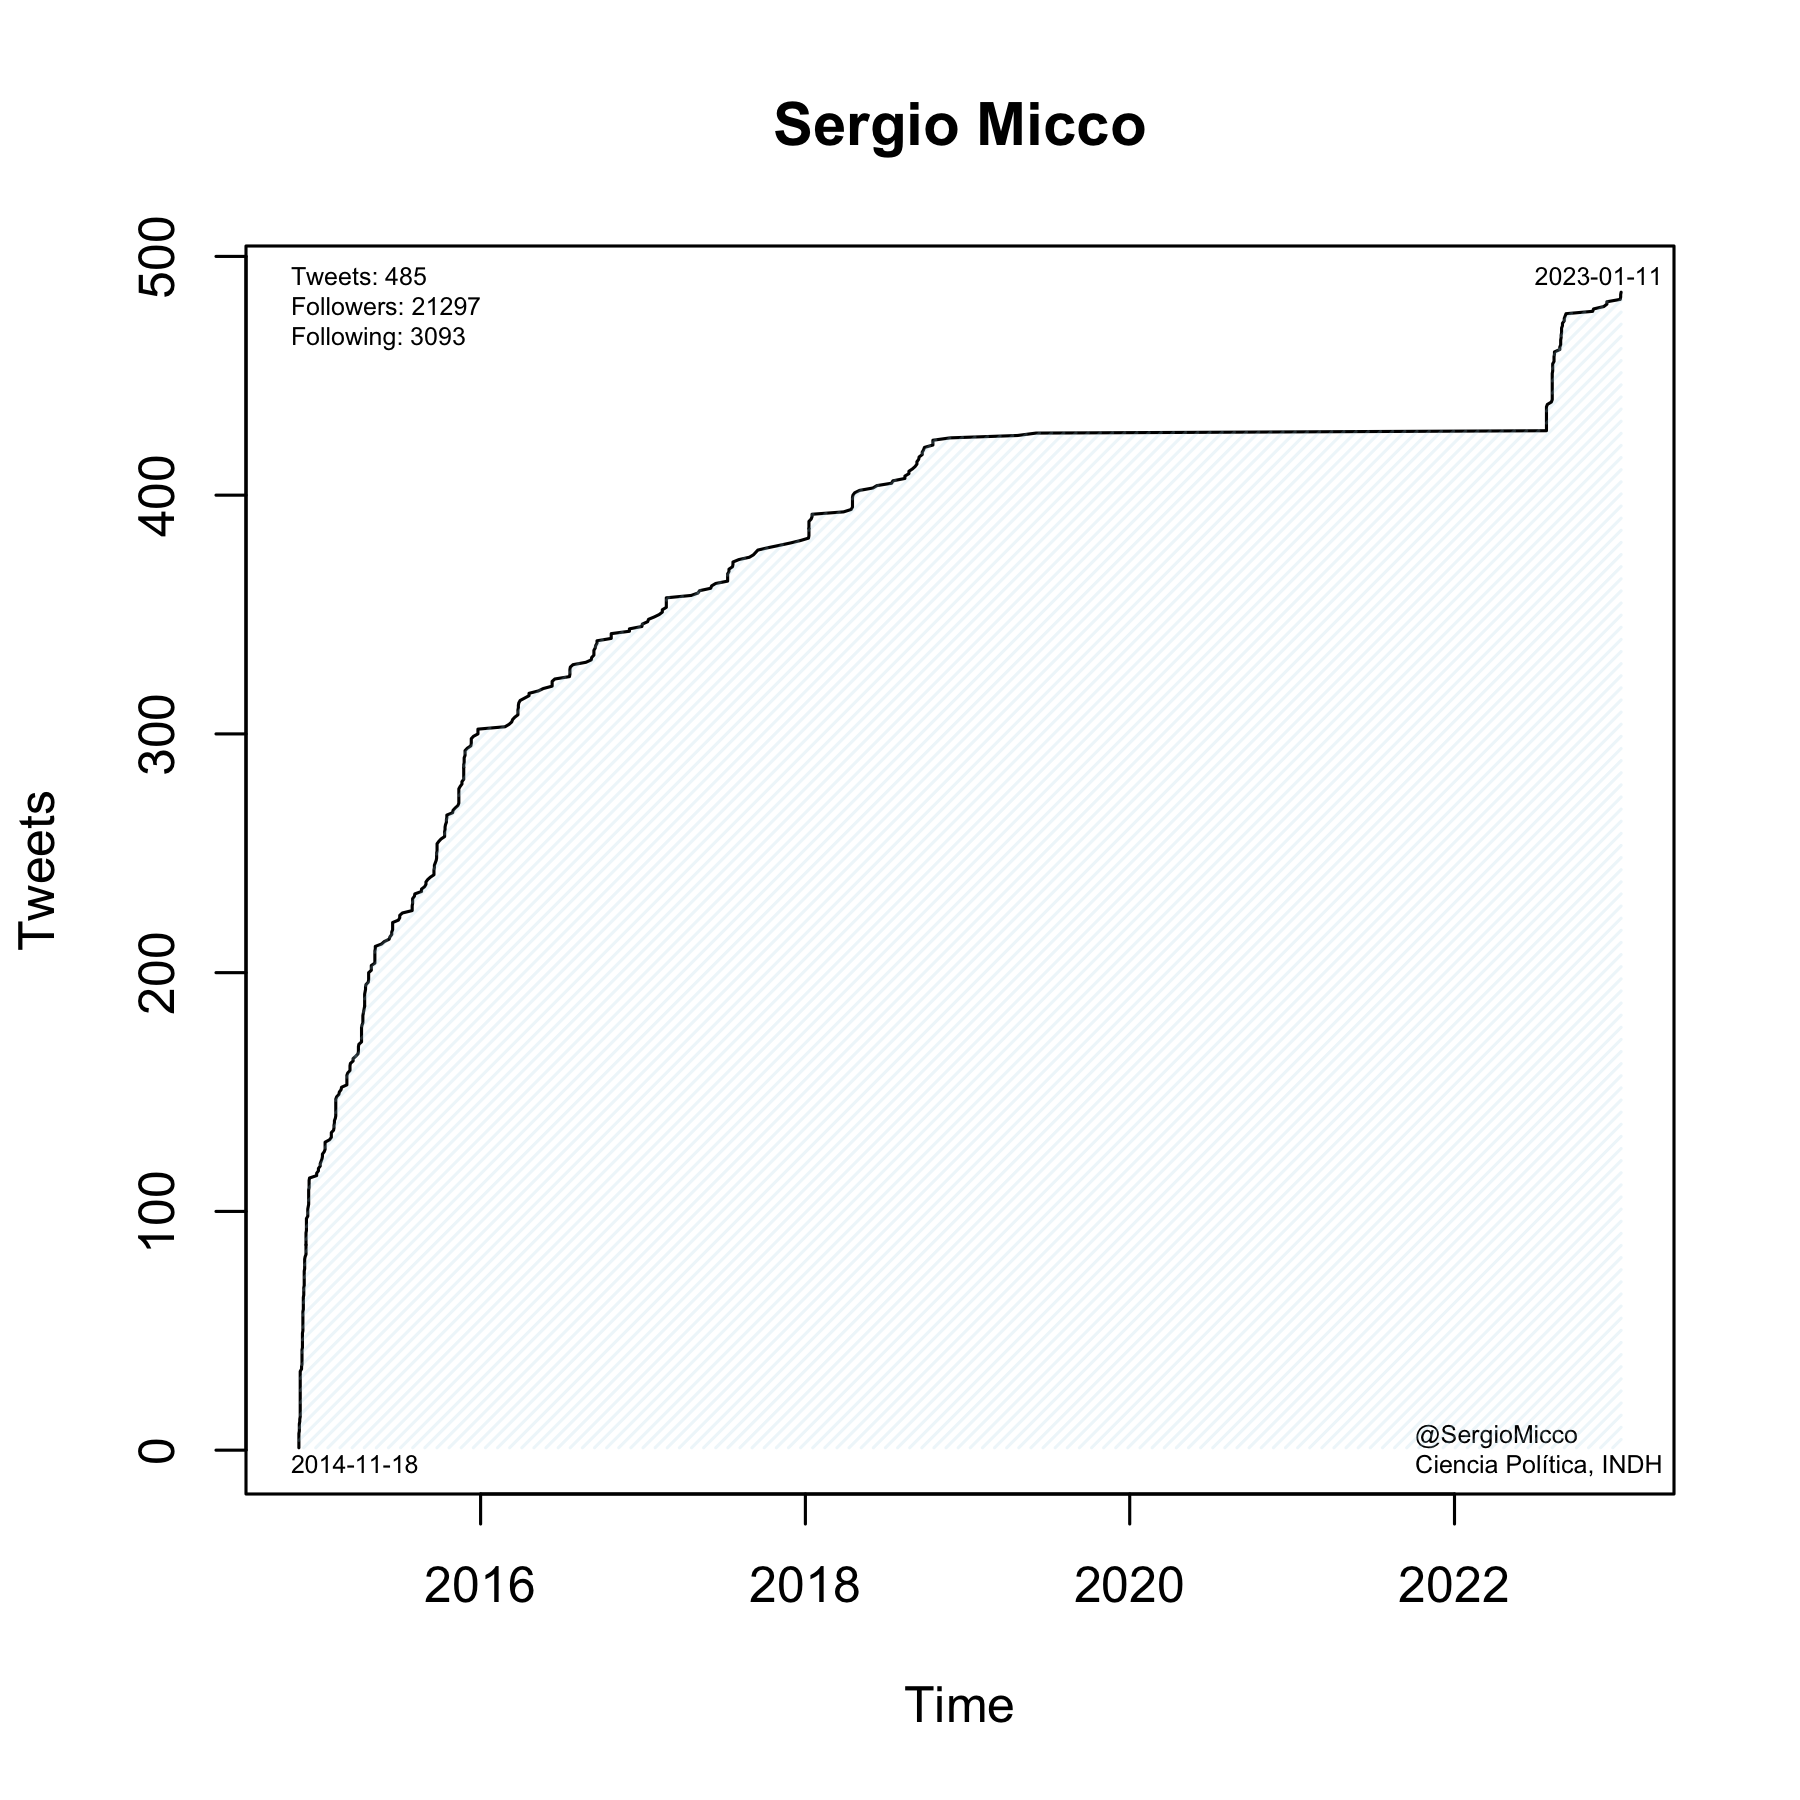 Sergio Micco
Tweets: 485
Followers: 21297
Following: 3093
2023-01-11
500
400
300
200
100
0
Tweets
@SergioMicco
Ciencia Política, INDH
2014-11-18
2016
2018
2020
2022
Time